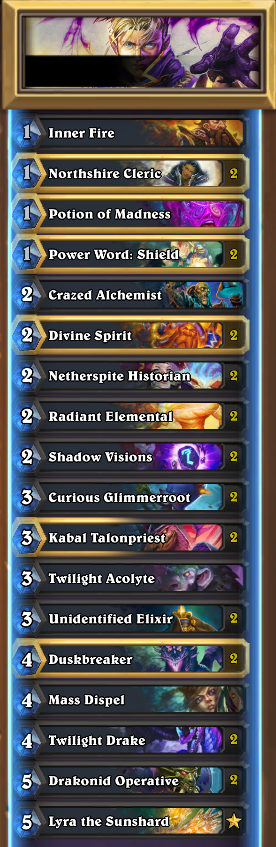 1 Inner Fire
1 Northshire Cleric 2
1 Potion of Madness 2
1 Power Word: Shield 2
2 Crazed Alchemist
2 Divine Spirit 2
2 Netherspite Historian 2
2 Radiant Elemental 2
2 Shadow Visions 2
3 Curious Glimmerroot 2
3 Kabal Talonpriest 2
3 Twilight Acolyte
3 Unidentified Elixir 2
4 Duskbreaker 2
4 Mass Dispel
4 Twilight Drake 2
5 Drakonid Operative 2
5 Lyra the Sunshard